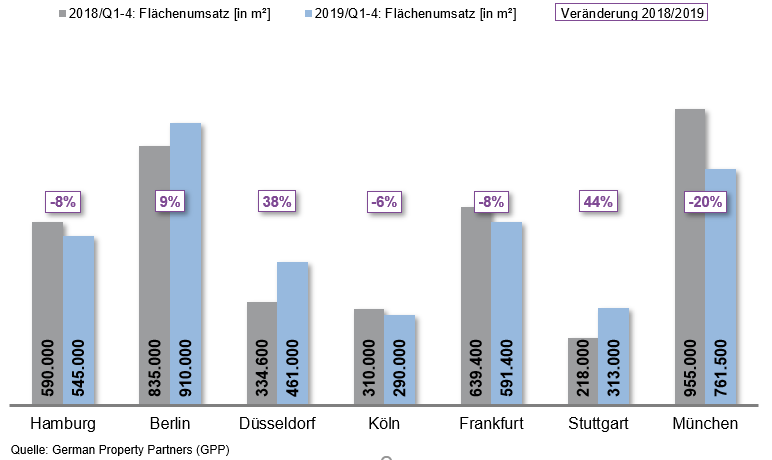 2018/Q1-4: Flächenumsatz [in m²] 2019/Q1-4: Flächenumsatz [in m²] Veränderung 2018/2019
-8% 9% 38% -6% -8% 44% -20%
590.000 545.000 835.000 910.000 334.600 461.000 310.000 290.000 639.400 591.400 218.000 313.000 955.000 761.500
Hamburg Berlin Düsseldorf Köln Frankfurt Stuttgart München
Quelle: German Property Partners (GPP)